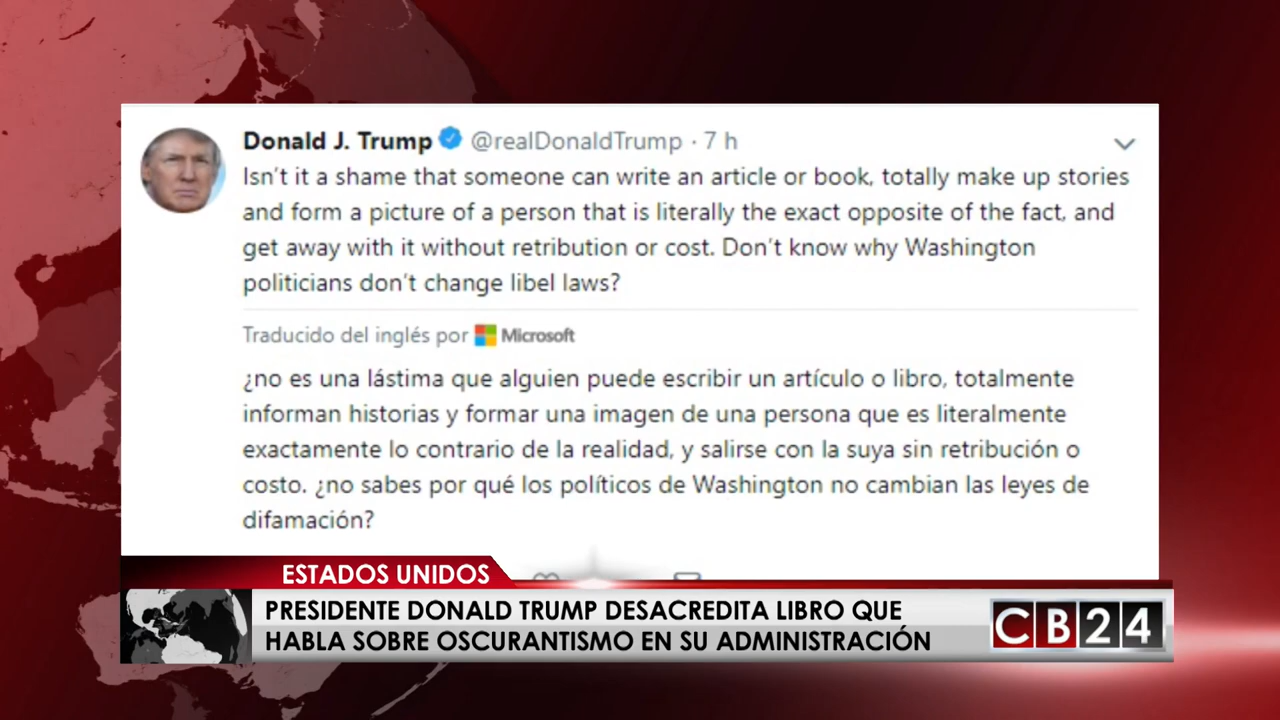 Donald J. Trump @realDonaldTrump · 7 h
Isn't it a shame that someone can write an article or book, totally make up stories
and form a picture of a person that is literally the exact opposite of the fact, and
get away with it without retribution or cost. Don't know why Washington
politicians don't change libel laws?
Traducido del inglés por Microsoft
¿no es una lástima que alguien puede escribir un artículo o libro, totalmente
informan historias y formar una imagen de una persona que es literalmente
exactamente lo contrario de la realidad, y salirse con la suya sin retribución o
costo. ¿no sabes por qué los políticos de Washington no cambian las leyes de
difamación?
ESTADOS UNIDOS
PRESIDENTE DONALD TRUMP DESACREDITA LIBRO QUE
HABLA SOBRE OSCURANTISMO EN SU ADMINISTRACIÓN
CB24